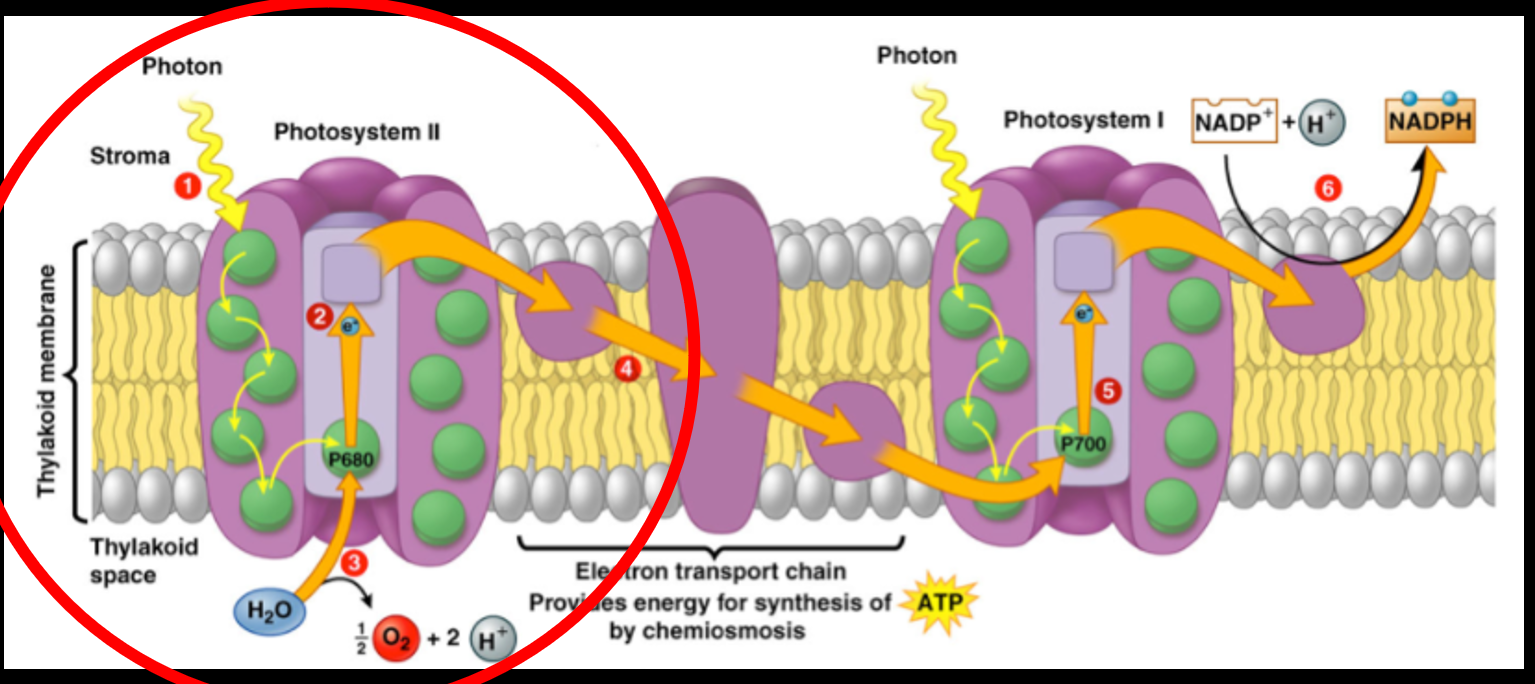 Photon
Photosystem II
Stroma
1
2
e-
P680
Thylakoid membrane
Thylakoid
space
3
H₂O
1/2 O₂ + 2 H⁺
4
Electron transport chain
Provides energy for synthesis of ATP
by chemiosmosis
Photon
Photosystem I
5
e-
P700
NADP⁺ + H⁺
NADPH
6